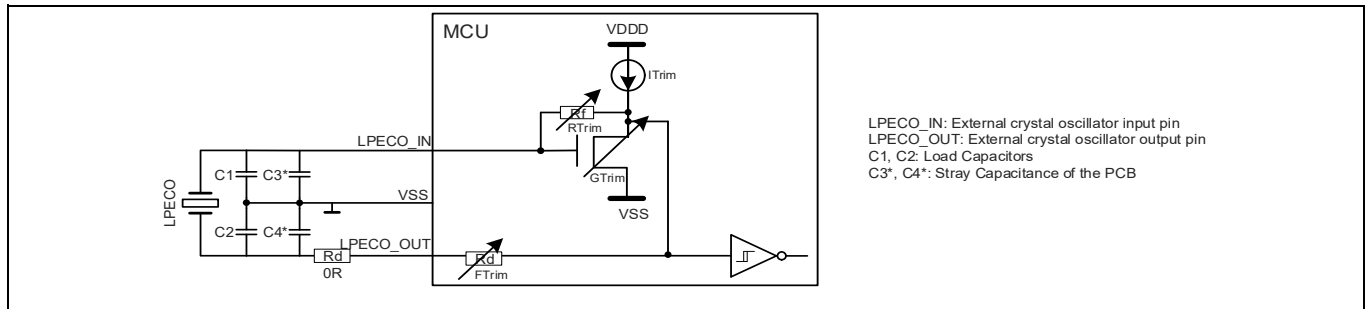 MCU
VDDD
ITrim
Rf
RTrim
LPECO_IN
GTrim
C1
C3*
VSS
VSS
LPECO
C2
C4*
LPECO_OUT
Rd
Rd
0R
FTrim
LPECO_IN: External crystal oscillator input pin
LPECO_OUT: External crystal oscillator output pin
C1, C2: Load Capacitors
C3*, C4*: Stray Capacitance of the PCB